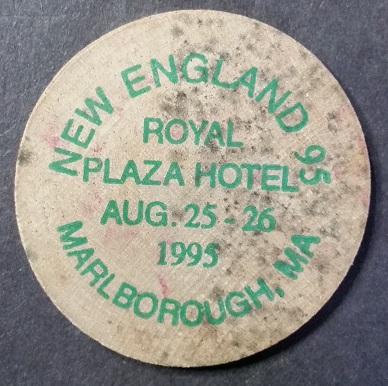 NEW ENGLAND 95
ROYAL
PLAZA HOTEL
AUG. 25 - 26
1995
MARLBOROUGH, MA